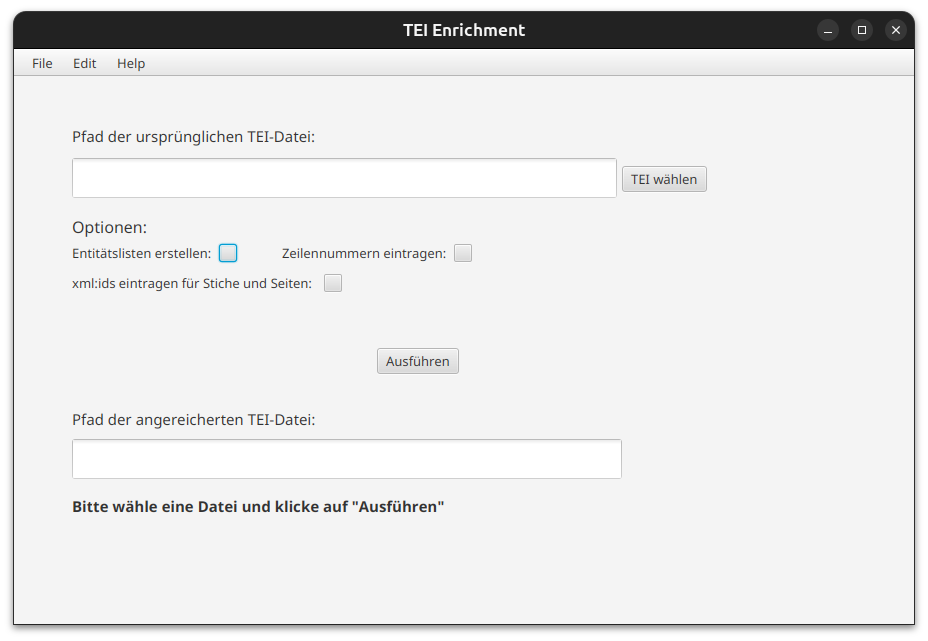 TEI Enrichment
File Edit Help
Pfad der ursprünglichen TEI-Datei:
TEI wählen
Optionen:
Entitätslisten erstellen: Zeilennummern eintragen:
xml:ids eintragen für Stiche und Seiten:
Ausführen
Pfad der angereicherten TEI-Datei:
Bitte wähle eine Datei und klicke auf "Ausführen"